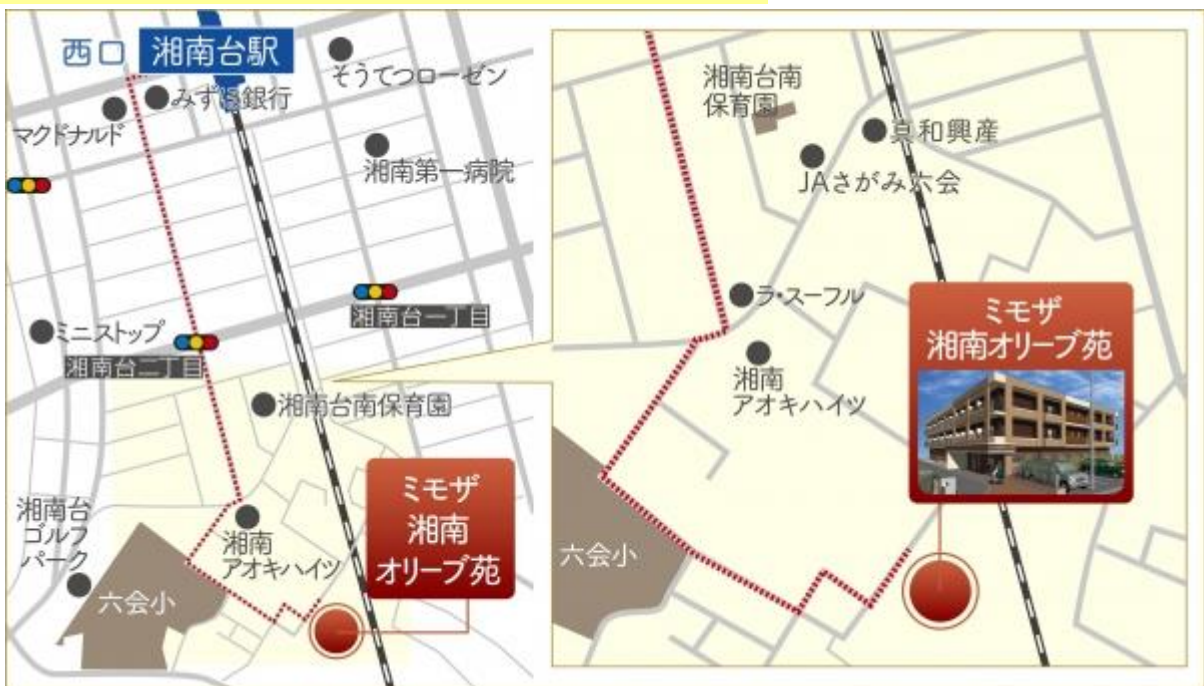 西口
湘南台駅
そうてつローゼン
みずほ銀行
マクドナルド
湘南第一病院
湘南台一丁目
ミニストップ
湘南台二丁目
湘南台南保育園
ミモザ
湘南
オリーブ苑
湘南台
ゴルフ
パーク
湘南
アオキハイツ
六会小
湘南台南
保育園
真和興産
JAさがみ六会
ラ・スーフル
ミモザ
湘南オリーブ苑
湘南
アオキハイツ
六会小